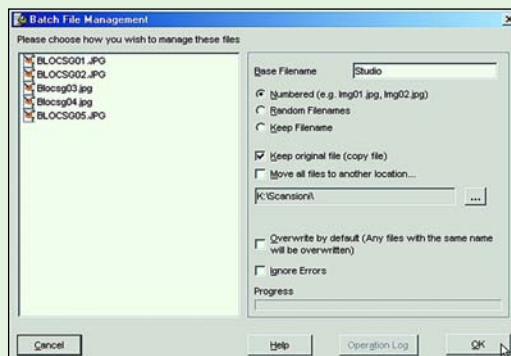 Batch File Management
Please choose how you wish to manage these files
BLOCSG01.JPG
BLOCSG02.JPG
Blocsg03.jpg
Blocsg04.jpg
BLOCSG05.JPG
Base Filename
Studio
Numbered (e.g. Img01.jpg, Img02.jpg)
Random Filenames
Keep Filename
Keep original file (copy file)
Move all files to another location...
K:\Scansioni\
...
Overwrite by default (Any files with the same name
will be overwritten)
Ignore Errors
Progress
Cancel
Help
Operation Log
OK